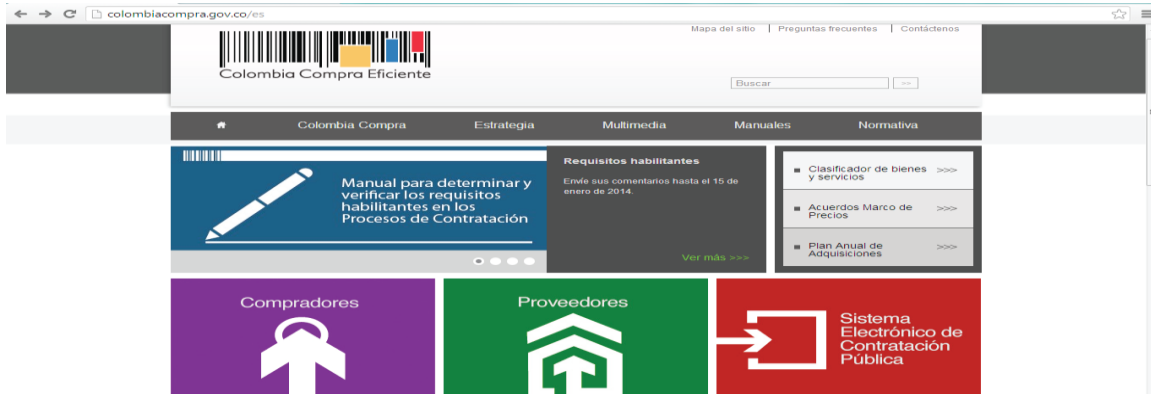 colombiacompra.gov.co/es
Mapa del sitio | Preguntas frecuentes | Contáctenos
Colombia Compra Eficiente
Buscar >>
Colombia Compra Estrategia Multimedia Manuales Normativa
Manual para determinar y
verificar los requisitos
habilitantes en los
Procesos de Contratación
Requisitos habilitantes
Envíe sus comentarios hasta el 15 de
enero de 2014.
Ver más >>>
Clasificador de bienes >>>
y servicios
Acuerdos Marco de >>>
Precios
Plan Anual de >>>
Adquisiciones
Compradores
Proveedores
Sistema
Electrónico de
Contratación
Pública